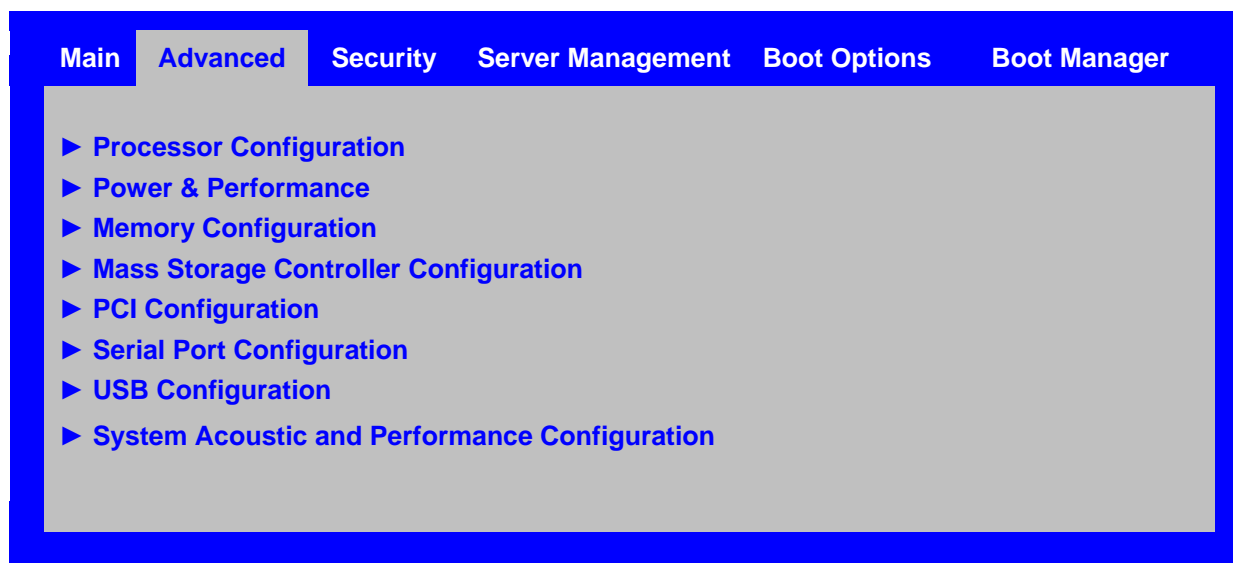 Main Advanced Security Server Management Boot Options Boot Manager
► Processor Configuration
► Power & Performance
► Memory Configuration
► Mass Storage Controller Configuration
► PCI Configuration
► Serial Port Configuration
► USB Configuration
► System Acoustic and Performance Configuration